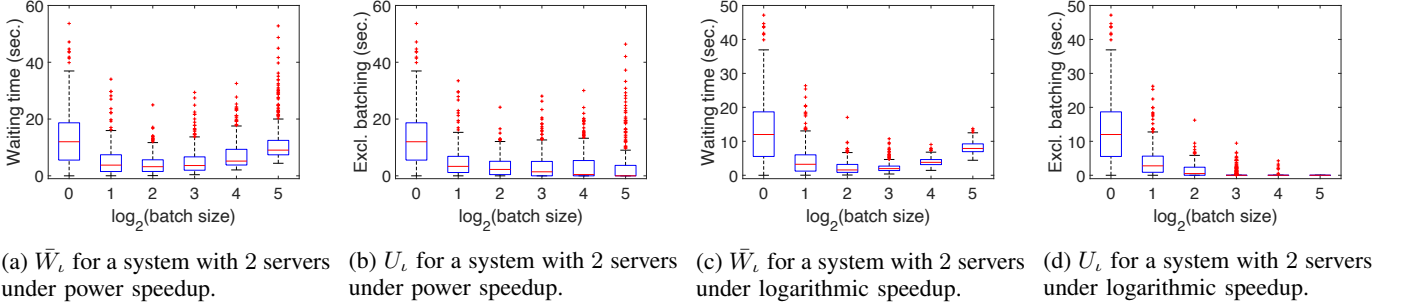 60
40
20
0
Waiting time (sec.)
0 1 2 3 4 5
log2(batch size)
60
40
20
0
Excl. batching (sec.)
0 1 2 3 4 5
log2(batch size)
50
40
30
20
10
0
Waiting time (sec.)
0 1 2 3 4 5
log2(batch size)
50
40
30
20
10
0
Excl. batching (sec.)
0 1 2 3 4 5
log2(batch size)
(a) W̄ι for a system with 2 servers
under power speedup.
(b) Uι for a system with 2 servers
under power speedup.
(c) W̄ι for a system with 2 servers
under logarithmic speedup.
(d) Uι for a system with 2 servers
under logarithmic speedup.